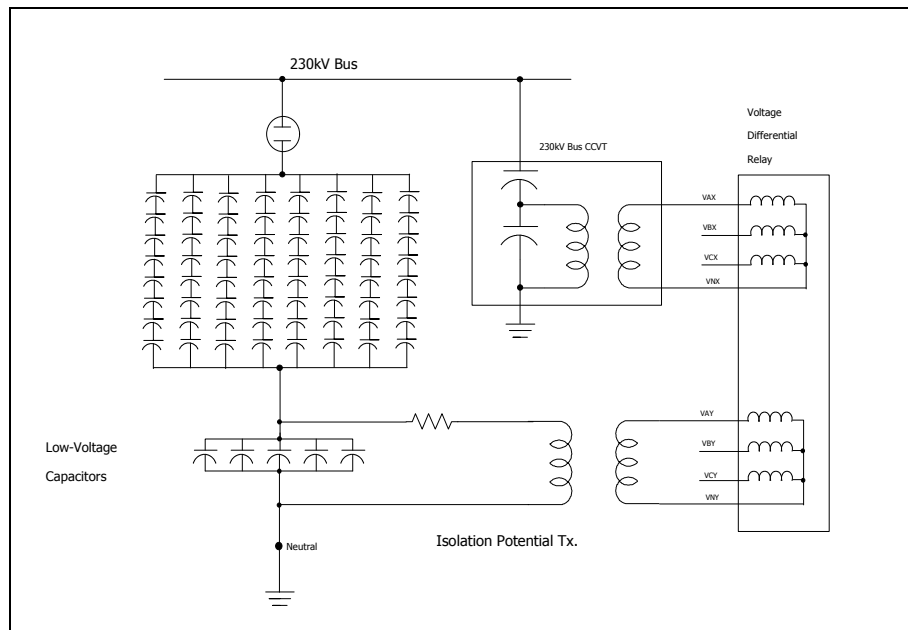 230kV Bus
Voltage
Differential
Relay
230kV Bus CCVT
VAX
VBX
VCX
VNX
VAY
VBY
VCY
VNY
Low-Voltage
Capacitors
Isolation Potential Tx.
Neutral